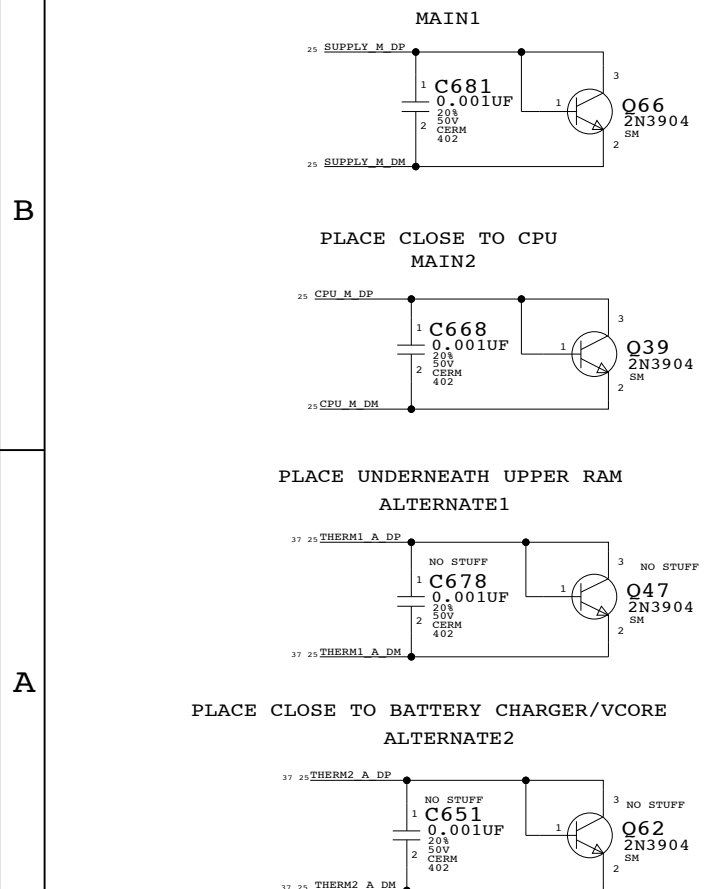 MAIN1
25 SUPPLY_M_DP
3
1 C681
0.001UF
1
Q66
20%
2N3904
50V
2
CERM
SM
402
2
25 SUPPLY_M_DM
B
PLACE CLOSE TO CPU
MAIN2
25 CPU_M_DP
3
1 C668
0.001UF
1
Q39
20%
2N3904
50V
2
CERM
SM
402
2
25 CPU_M_DM
PLACE UNDERNEATH UPPER RAM
ALTERNATE1
37 25 THERM1_A_DP
NO STUFF
3 NO STUFF
1 C678
0.001UF
1
Q47
20%
2N3904
50V
2
CERM
SM
402
2
37 25 THERM1_A_DM
A
PLACE CLOSE TO BATTERY CHARGER/VCORE
ALTERNATE2
37 25 THERM2_A_DP
NO STUFF
3 NO STUFF
1 C651
0.001UF
1
Q62
20%
2N3904
50V
2
CERM
SM
402
2
37 25 THERM2_A_DM